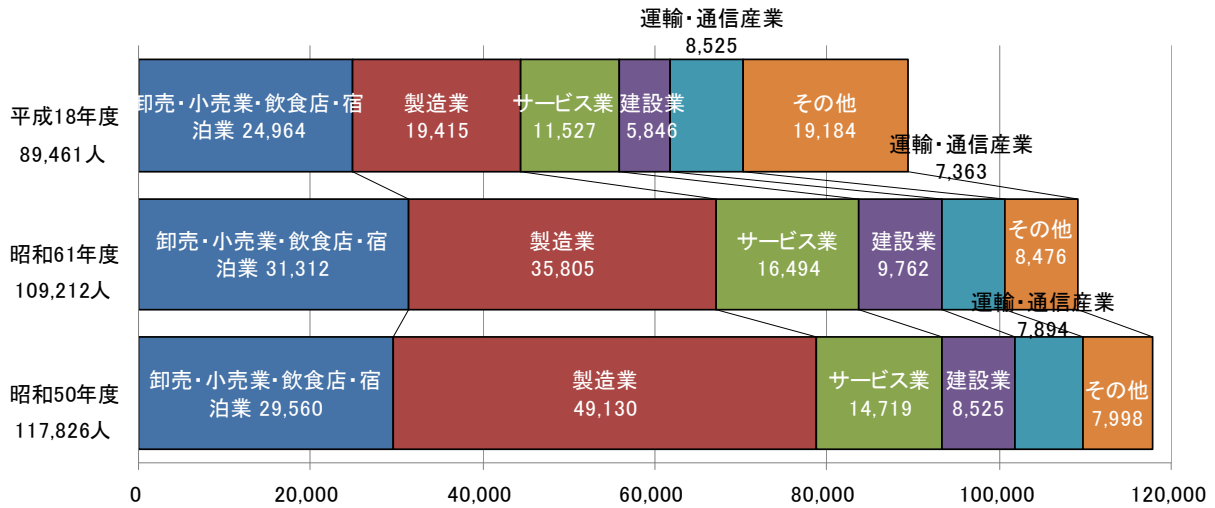 運輸・通信産業
8,525
平成18年度
89,461人
卸売・小売業・飲食店・宿
泊業 24,964
製造業
19,415
サービス業
11,527
建設業
5,846
その他
19,184
運輸・通信産業
7,363
昭和61年度
109,212人
卸売・小売業・飲食店・宿
泊業 31,312
製造業
35,805
サービス業
16,494
建設業
9,762
その他
8,476
運輸・通信産業
7,894
昭和50年度
117,826人
卸売・小売業・飲食店・宿
泊業 29,560
製造業
49,130
サービス業
14,719
建設業
8,525
その他
7,998
0
20,000
40,000
60,000
80,000
100,000
120,000